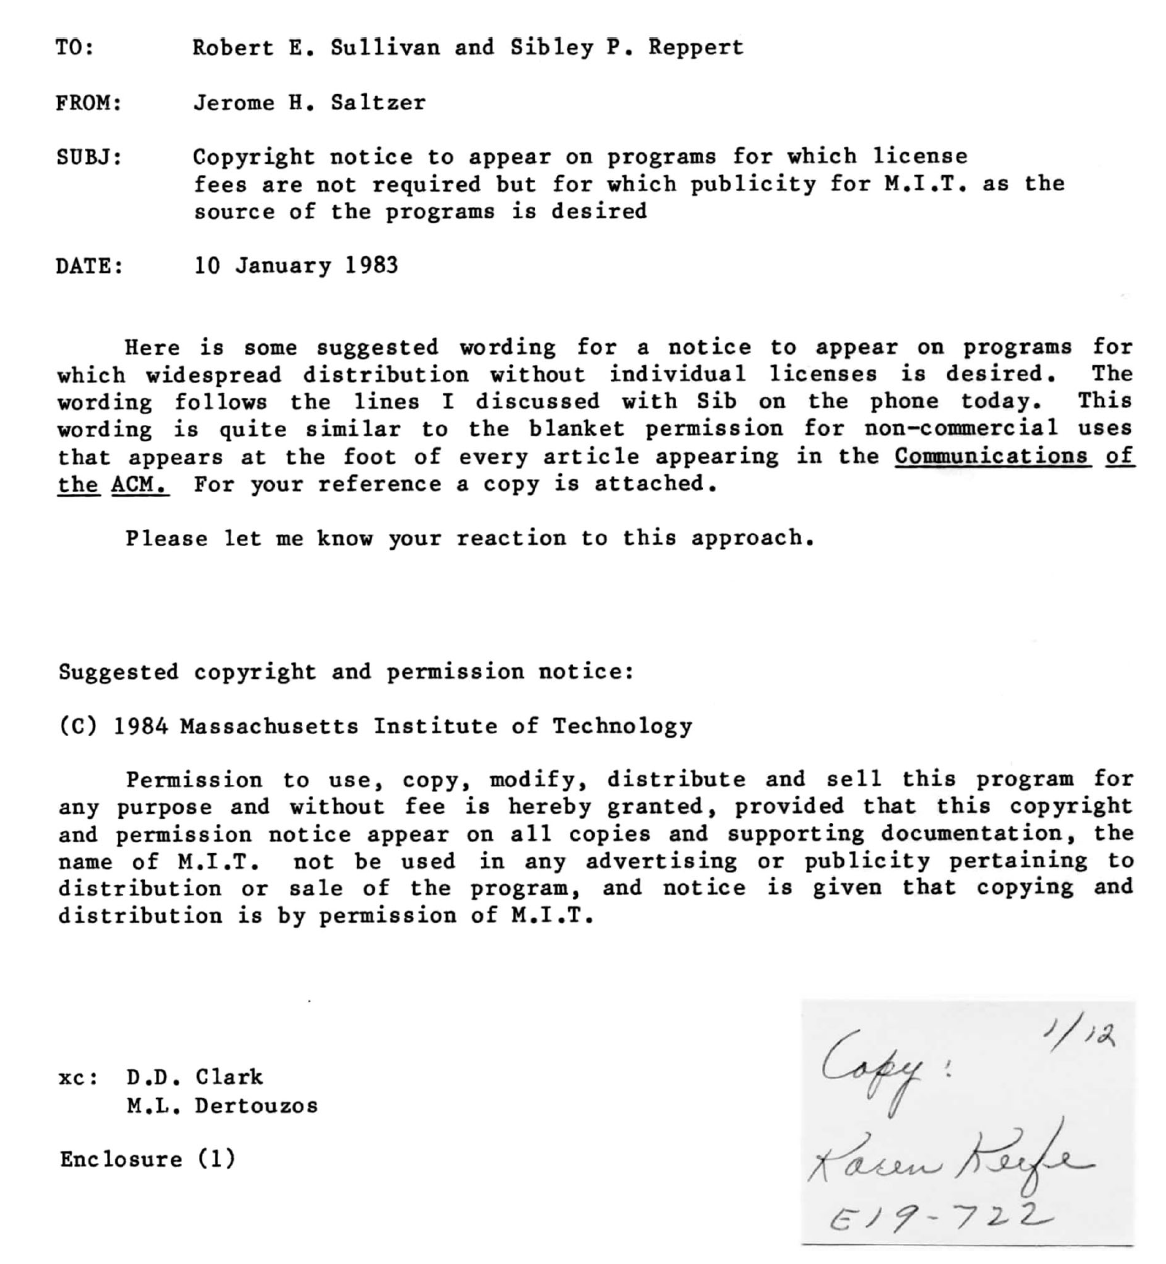 TO: Robert E. Sullivan and Sibley P. Reppert
FROM: Jerome H. Saltzer
SUBJ: Copyright notice to appear on programs for which license
fees are not required but for which publicity for M.I.T. as the
source of the programs is desired
DATE: 10 January 1983
Here is some suggested wording for a notice to appear on programs for
which widespread distribution without individual licenses is desired. The
wording follows the lines I discussed with Sib on the phone today. This
wording is quite similar to the blanket permission for non-commercial uses
that appears at the foot of every article appearing in the Communications of
the ACM. For your reference a copy is attached.
Please let me know your reaction to this approach.
Suggested copyright and permission notice:
(C) 1984 Massachusetts Institute of Technology
Permission to use, copy, modify, distribute and sell this program for
any purpose and without fee is hereby granted, provided that this copyright
and permission notice appear on all copies and supporting documentation, the
name of M.I.T. not be used in any advertising or publicity pertaining to
distribution or sale of the program, and notice is given that copying and
distribution is by permission of M.I.T.
xc: D.D. Clark
M.L. Dertouzos
Enclosure (1)
1/12
Copy:
Karen Keefe
E19-722